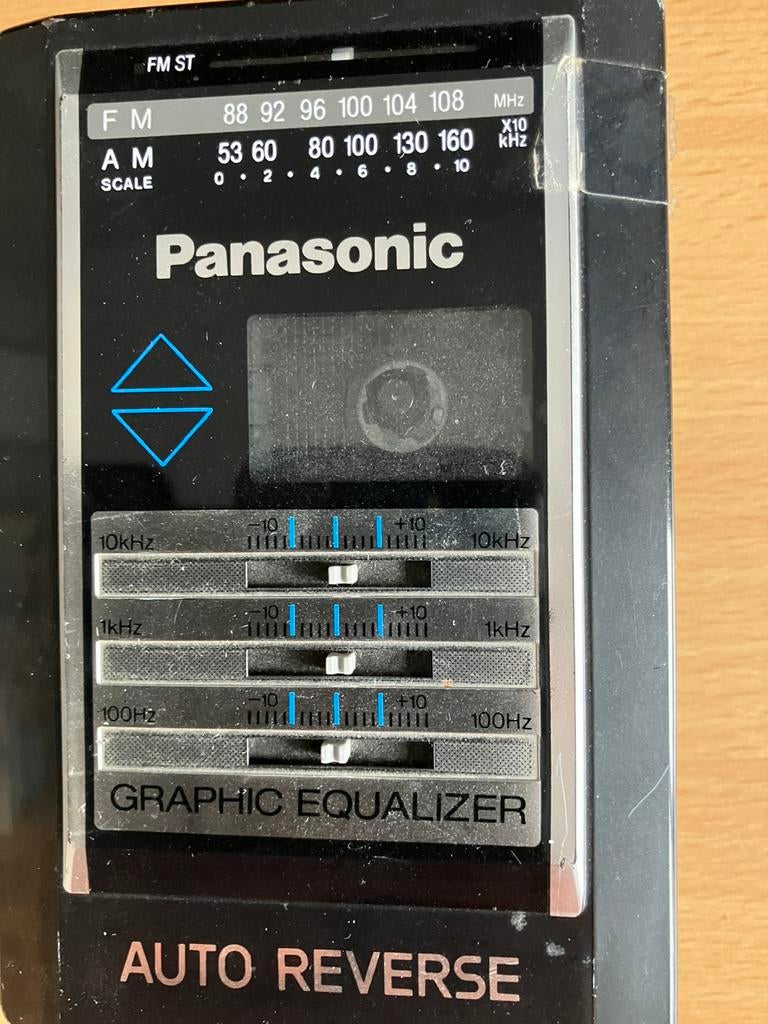 FM ST
FM 88 92 96 100 104 108 MHz
AM 53 60 80 100 130 160 X10 kHz
SCALE 0 • 2 • 4 • 6 • 8 • 10
Panasonic
-10 +10
10kHz 10kHz
-10 +10
1kHz 1kHz
-10 +10
100Hz 100Hz
GRAPHIC EQUALIZER
AUTO REVERSE